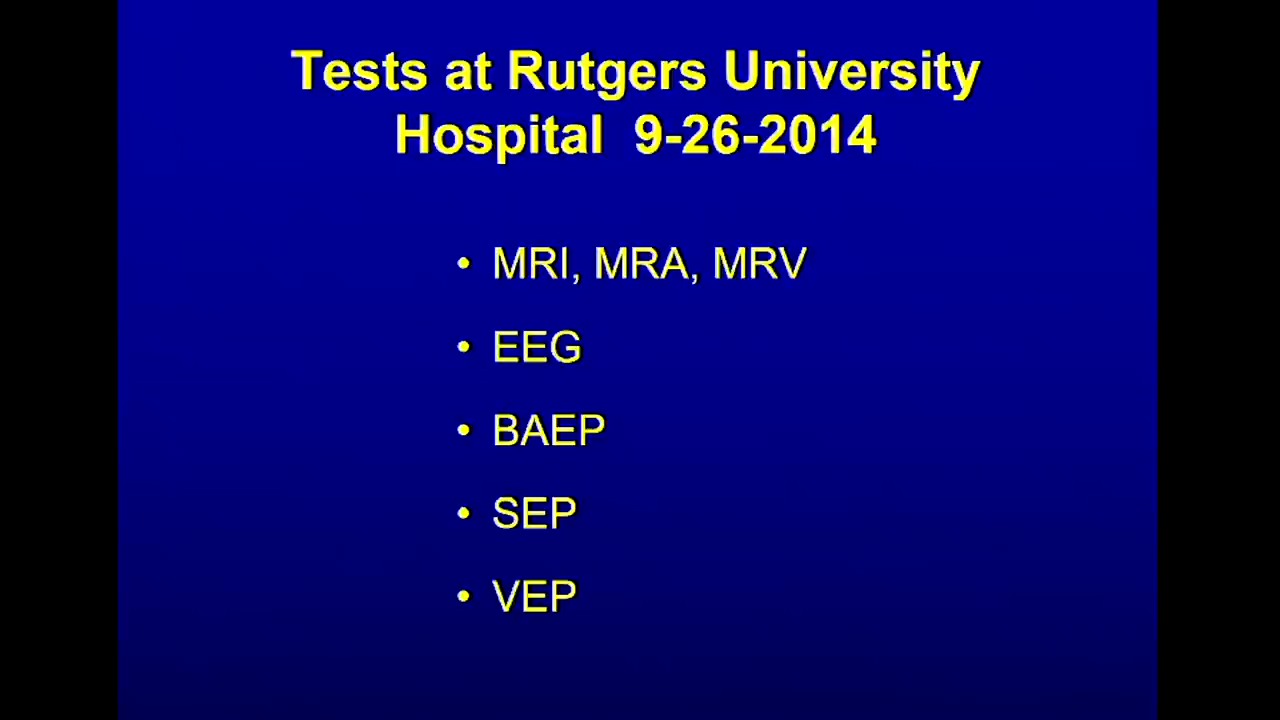 Tests at Rutgers University
Hospital 9-26-2014
• MRI, MRA, MRV
• EEG
• BAEP
• SEP
• VEP